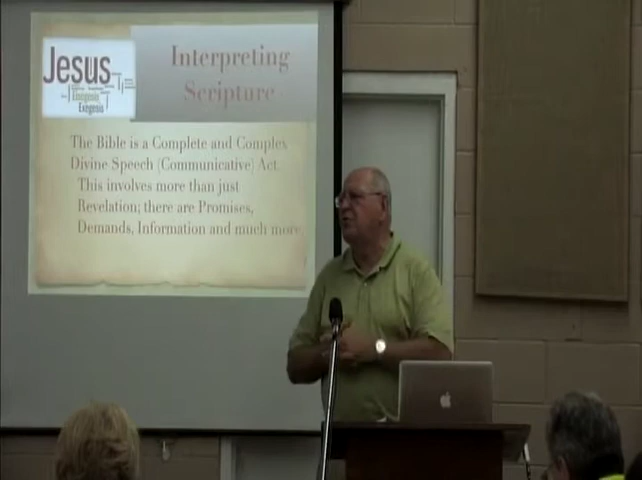 Jesus
Exegesis
Interpreting
Scripture
The Bible is a Complete and Complex
Divine Speech (Communicative) Act.
This involves more than just
Revelation; there are Promises,
Demands, Information and much more